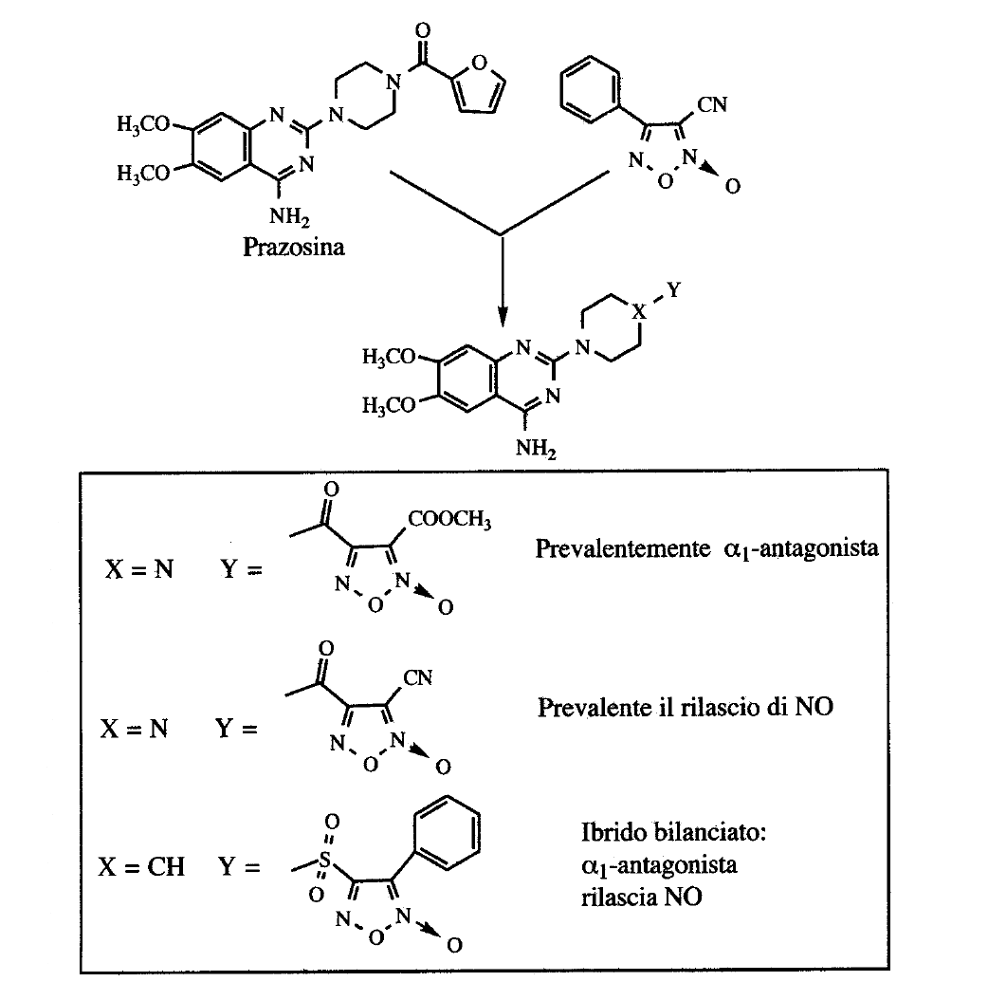 O
N
O
N
N
N
N
H3CO
H3CO
NH2
Prazosina
CN
N
N
O
O
Y
X
N
N
N
H3CO
H3CO
NH2
X = N Y =
O
COOCH3
N
N
O
O
Prevalentemente α1-antagonista
X = N Y =
O
CN
N
N
O
O
Prevalente il rilascio di NO
X = CH Y =
O
S
O
N
N
O
O
Ibrido bilanciato:
α1-antagonista
rilascia NO